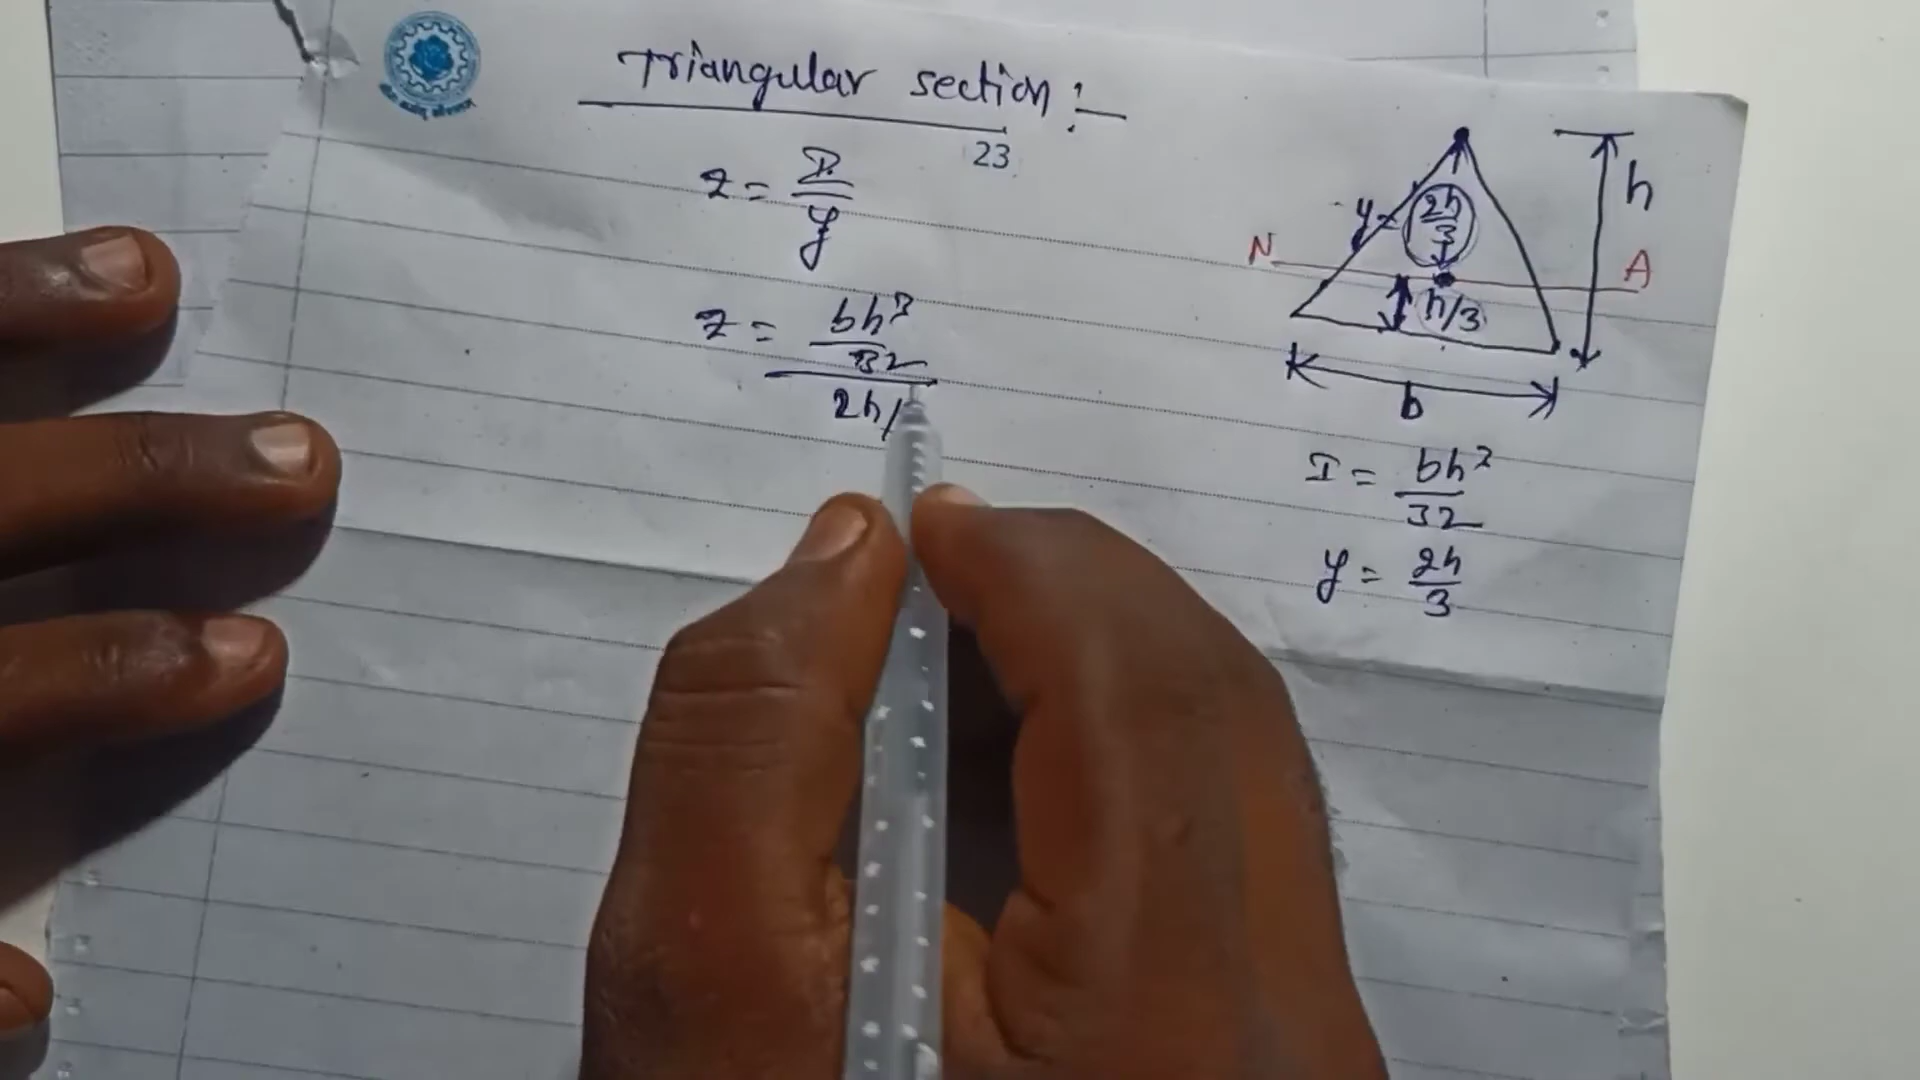 Triangular section :-
23
Z = I/y
Z = bh³/32
2h/
y = 2h/3
h
N
A
h/3
b
I = bh³/32
y = 2h/3